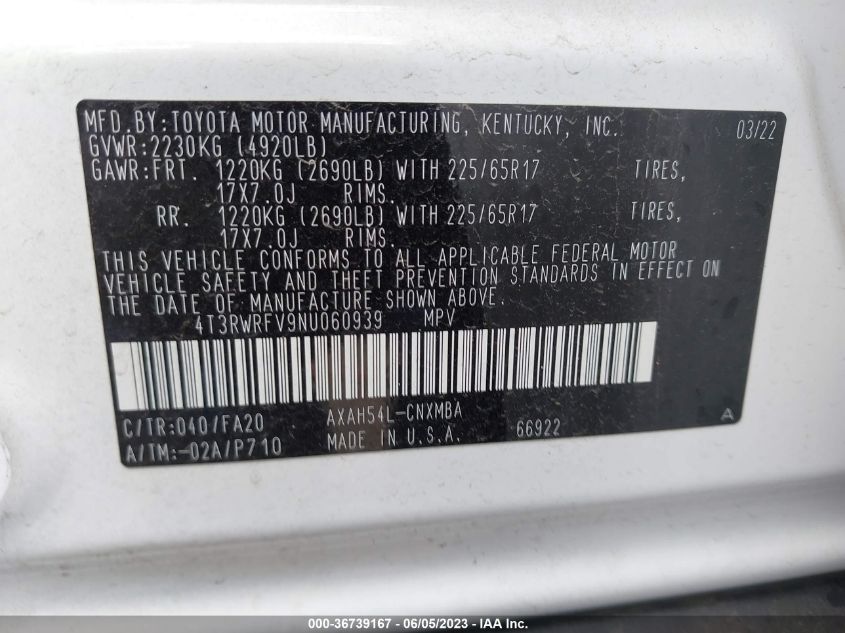 MFD.BY:TOYOTA MOTOR MANUFACTURING, KENTUCKY, INC. 03/22
GVWR:2230KG (4920LB)
GAWR:FRT. 1220KG (2690LB) WITH 225/65R17 TIRES,
17X7.0J RIMS.
RR. 1220KG (2690LB) WITH 225/65R17 TIRES,
17X7.0J RIMS.
THIS VEHICLE CONFORMS TO ALL APPLICABLE FEDERAL MOTOR
VEHICLE SAFETY AND THEFT PREVENTION STANDARDS IN EFFECT ON
THE DATE OF MANUFACTURE SHOWN ABOVE.
4T3RWRFV9NU060939 MPV
C/TR:040/FA20 AXAH54L-CNXMBA A
A/TM:-02A/P710 MADE IN U.S.A. 66922
000-36739167 - 06/05/2023 - IAA Inc.